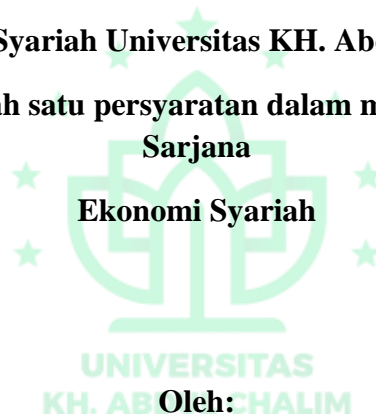 Syariah Universitas KH. Ab
ah satu persyaratan dalam m
Sarjana
Ekonomi Syariah
UNIVERSITAS
Oleh:
KH. AB CHALIM